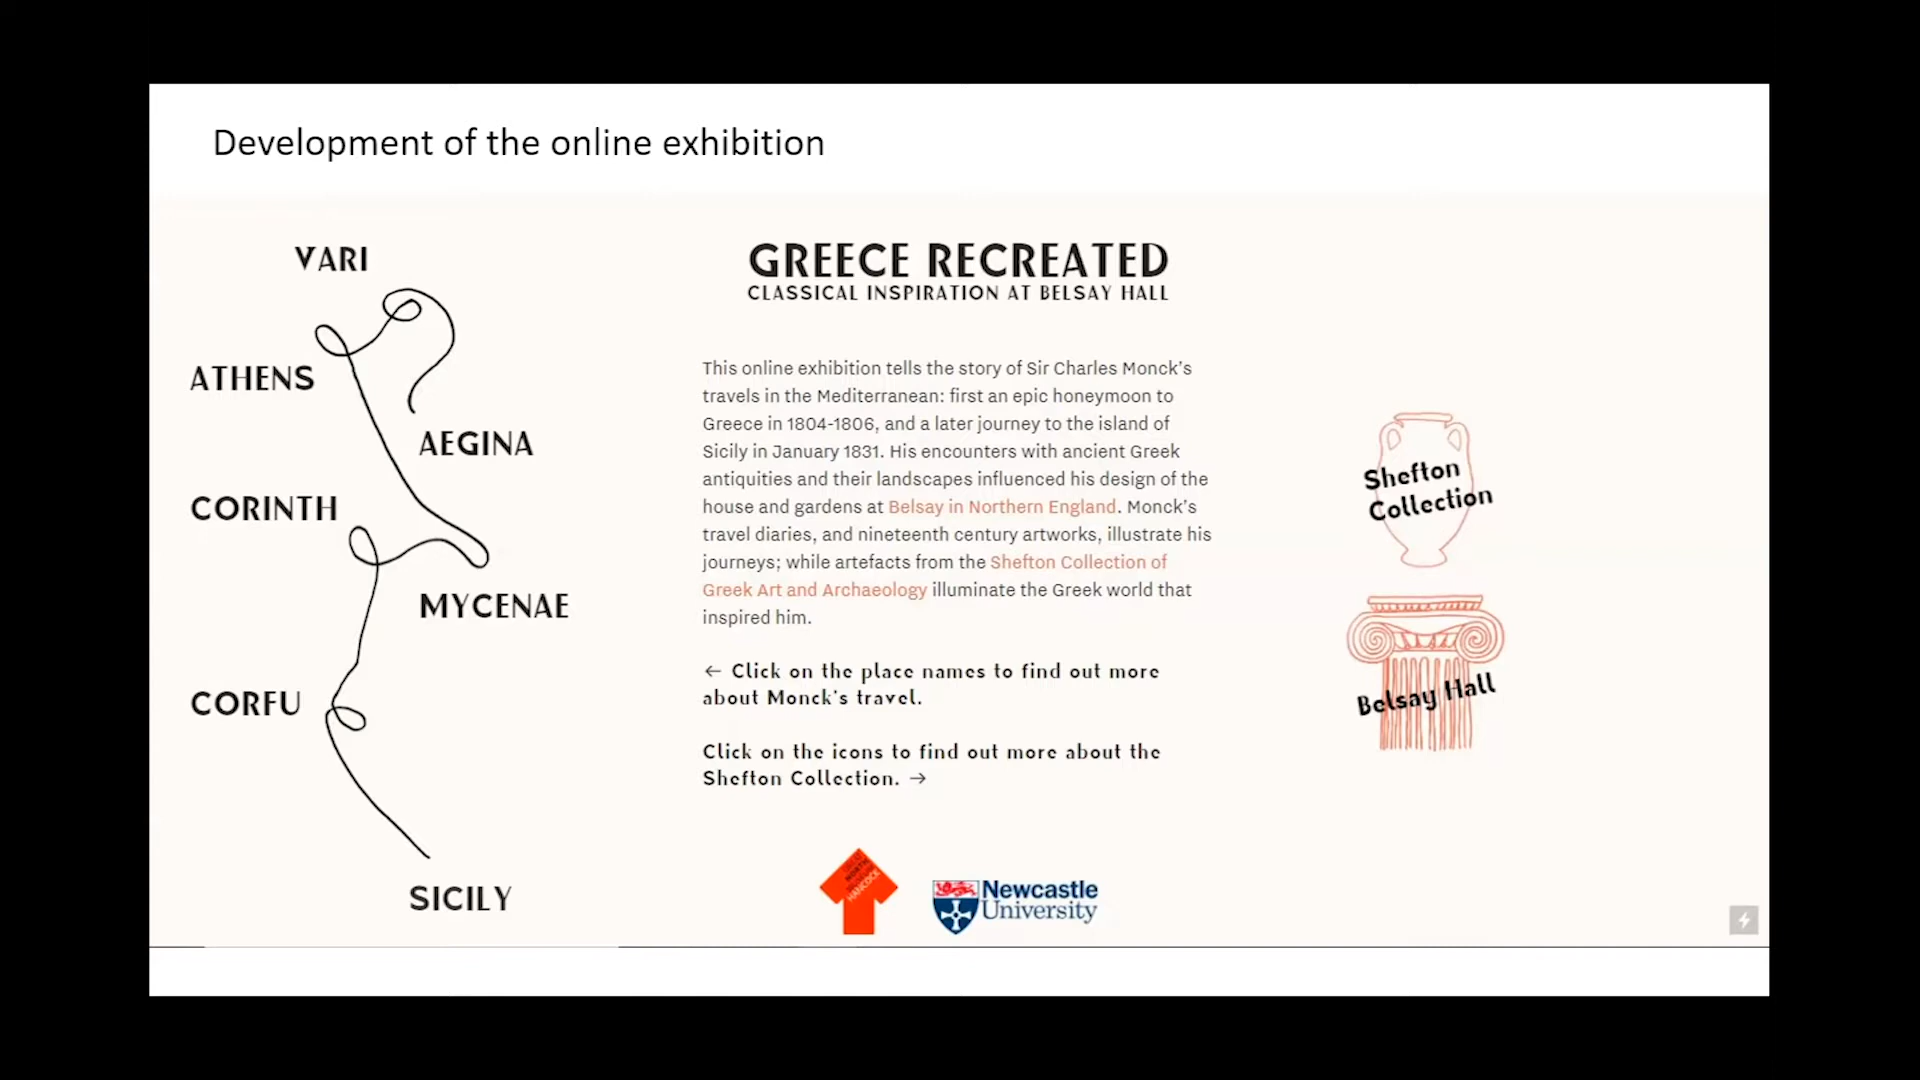 Development of the online exhibition
VARI
ATHENS
AEGINA
CORINTH
MYCENAE
CORFU
SICILY
GREECE RECREATED
CLASSICAL INSPIRATION AT BELSAY HALL
This online exhibition tells the story of Sir Charles Monck's
travels in the Mediterranean: first an epic honeymoon to
Greece in 1804-1806, and a later journey to the island of
Sicily in January 1831. His encounters with ancient Greek
antiquities and their landscapes influenced his design of the
house and gardens at Belsay in Northern England. Monck's
travel diaries, and nineteenth century artworks, illustrate his
journeys; while artefacts from the Shefton Collection of
Greek Art and Archaeology illuminate the Greek world that
inspired him.
← Click on the place names to find out more
about Monck's travel.
Click on the icons to find out more about the
Shefton Collection. →
Shefton
Collection
Belsay Hall
NORTH
HANCOCK
Newcastle
University